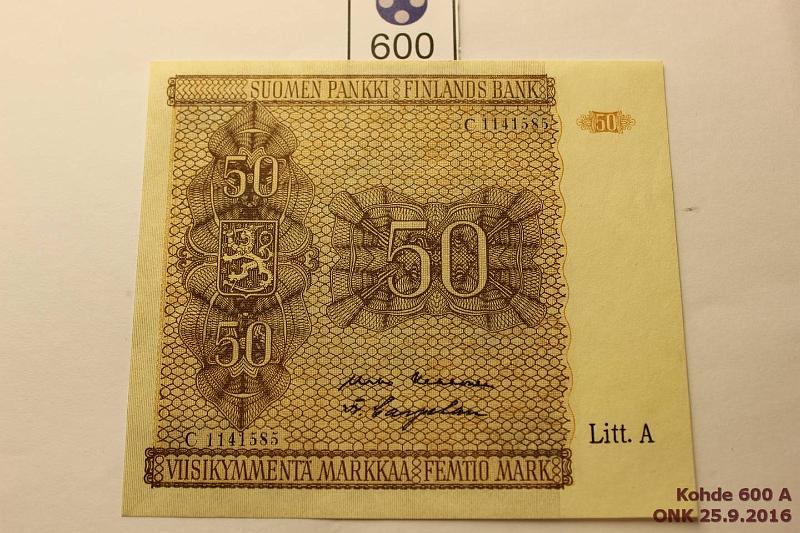 600
SUOMEN PANKKI FINLANDS BANK
C 1141585
50
50
50
50
C 1141585
Litt. A
VIISIKYMMENTÄ MARKKAA FEMTIO MARK
Kohde 600 A
ONK 25.9.2016